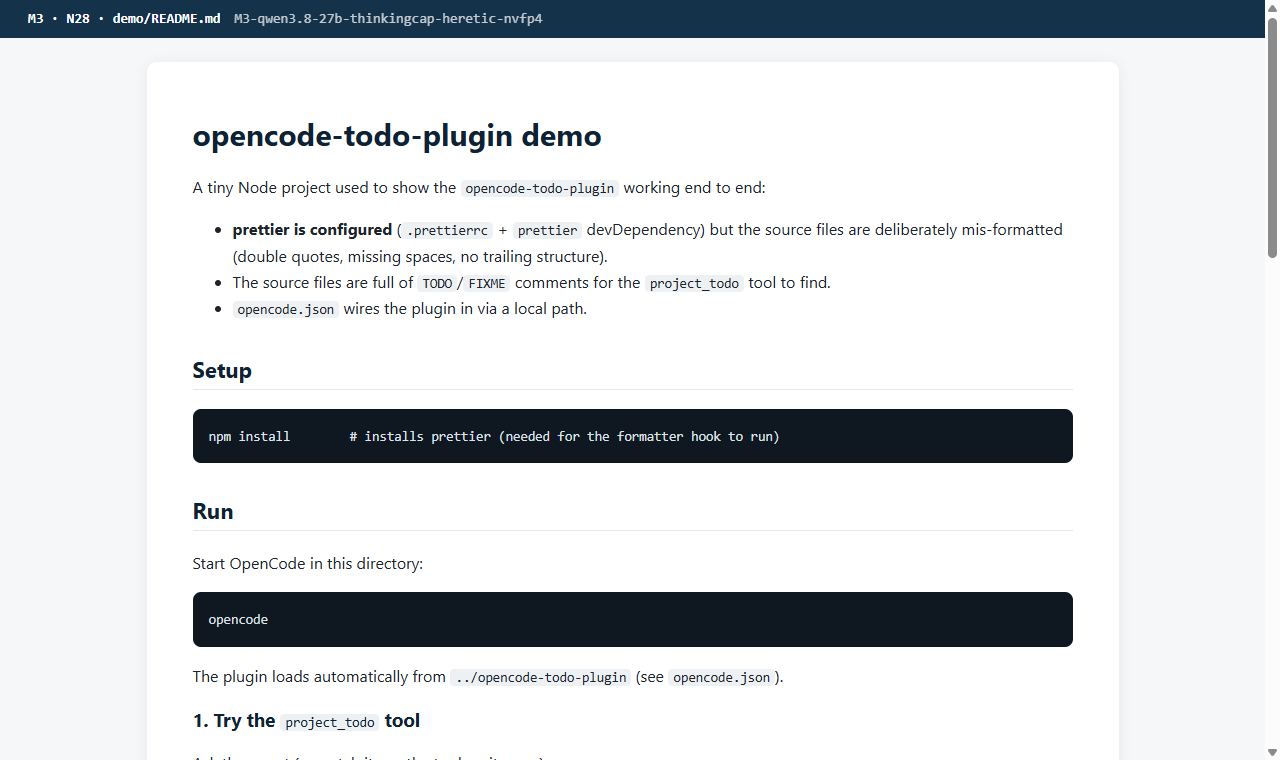 M3 • N28 • demo/README.md M3-qwen3.8-27b-thinkingcap-heretic-nvfp4
opencode-todo-plugin demo
A tiny Node project used to show the opencode-todo-plugin working end to end:
• prettier is configured ( .prettierrc + prettier devDependency) but the source files are deliberately mis-formatted
(double quotes, missing spaces, no trailing structure).
• The source files are full of TODO / FIXME comments for the project_todo tool to find.
• opencode.json wires the plugin in via a local path.
Setup
npm install # installs prettier (needed for the formatter hook to run)
Run
Start OpenCode in this directory:
opencode
The plugin loads automatically from ../opencode-todo-plugin (see opencode.json ).
1. Try the project_todo tool